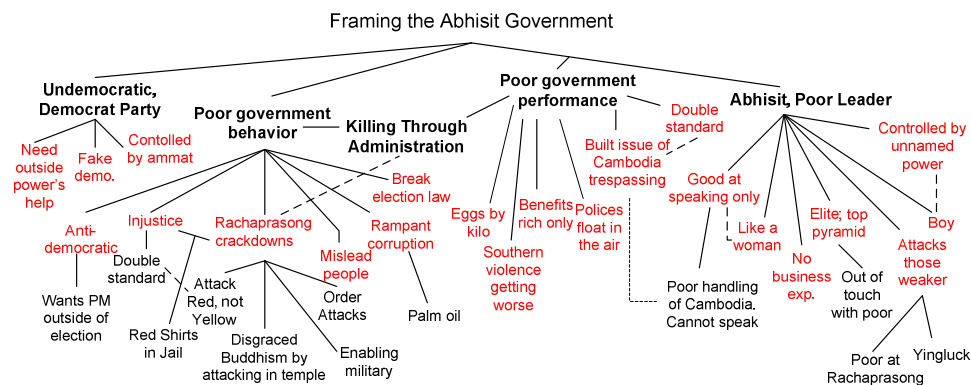 Framing the Abhisit Government
Undemocratic,
Democrat Party
Poor government
behavior
Killing Through
Administration
Poor government
performance
Abhisit, Poor Leader
Need
outside
power's
help
Fake
demo.
Contolled
by ammat
Double
standard
Built issue of
Cambodia
trespassing
Controlled by
unnamed
power
Anti-
democratic
Injustice
Rachaprasong
crackdowns
Mislead
people
Rampant
corruption
Break
election law
Eggs by
kilo
Southern
violence
getting
worse
Benefits
rich only
Polices
float in
the air
Good at
speaking only
Like a
woman
No
business
exp.
Elite; top
pyramid
Attacks
those
weaker
Boy
Wants PM
outside of
election
Double
standard
Red Shirts
in Jail
Attack
Red, not
Yellow
Disgraced
Buddhism by
attacking in temple
Enabling
military
Order
Attacks
Palm oil
Poor handling
of Cambodia.
Cannot speak
Out of
touch
with poor
Poor at
Rachaprasong
Yingluck